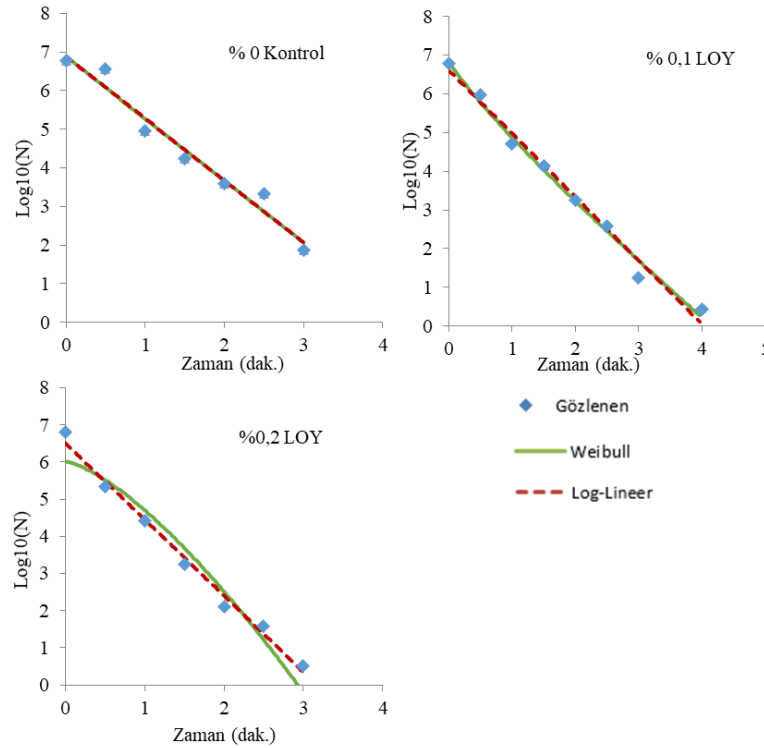 % 0 Kontrol
8
7
6
5
4
3
2
1
0
Log10(N)
0 1 2 3 4
Zaman (dak.)
% 0,1 LOY
8
7
6
5
4
3
2
1
0
Log10(N)
0 1 2 3 4 5
Zaman (dak.)
%0,2 LOY
8
7
6
5
4
3
2
1
0
Log10(N)
0 1 2 3 4
Zaman (dak.)
Gözlenen
Weibull
Log-Lineer